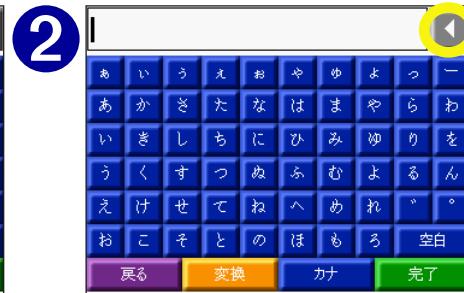 2
ぁ ぃ ぅ ぇ ぉ ゃ ゅ ょ っ ー
あ か さ た な は ま や ら わ
い き し ち に ひ み ゆ り を
う く す つ ぬ ふ む よ る ん
え け せ て ね へ め れ ゛ ゜
お こ そ と の ほ も ろ 空白
戻る 変換 カナ 完了